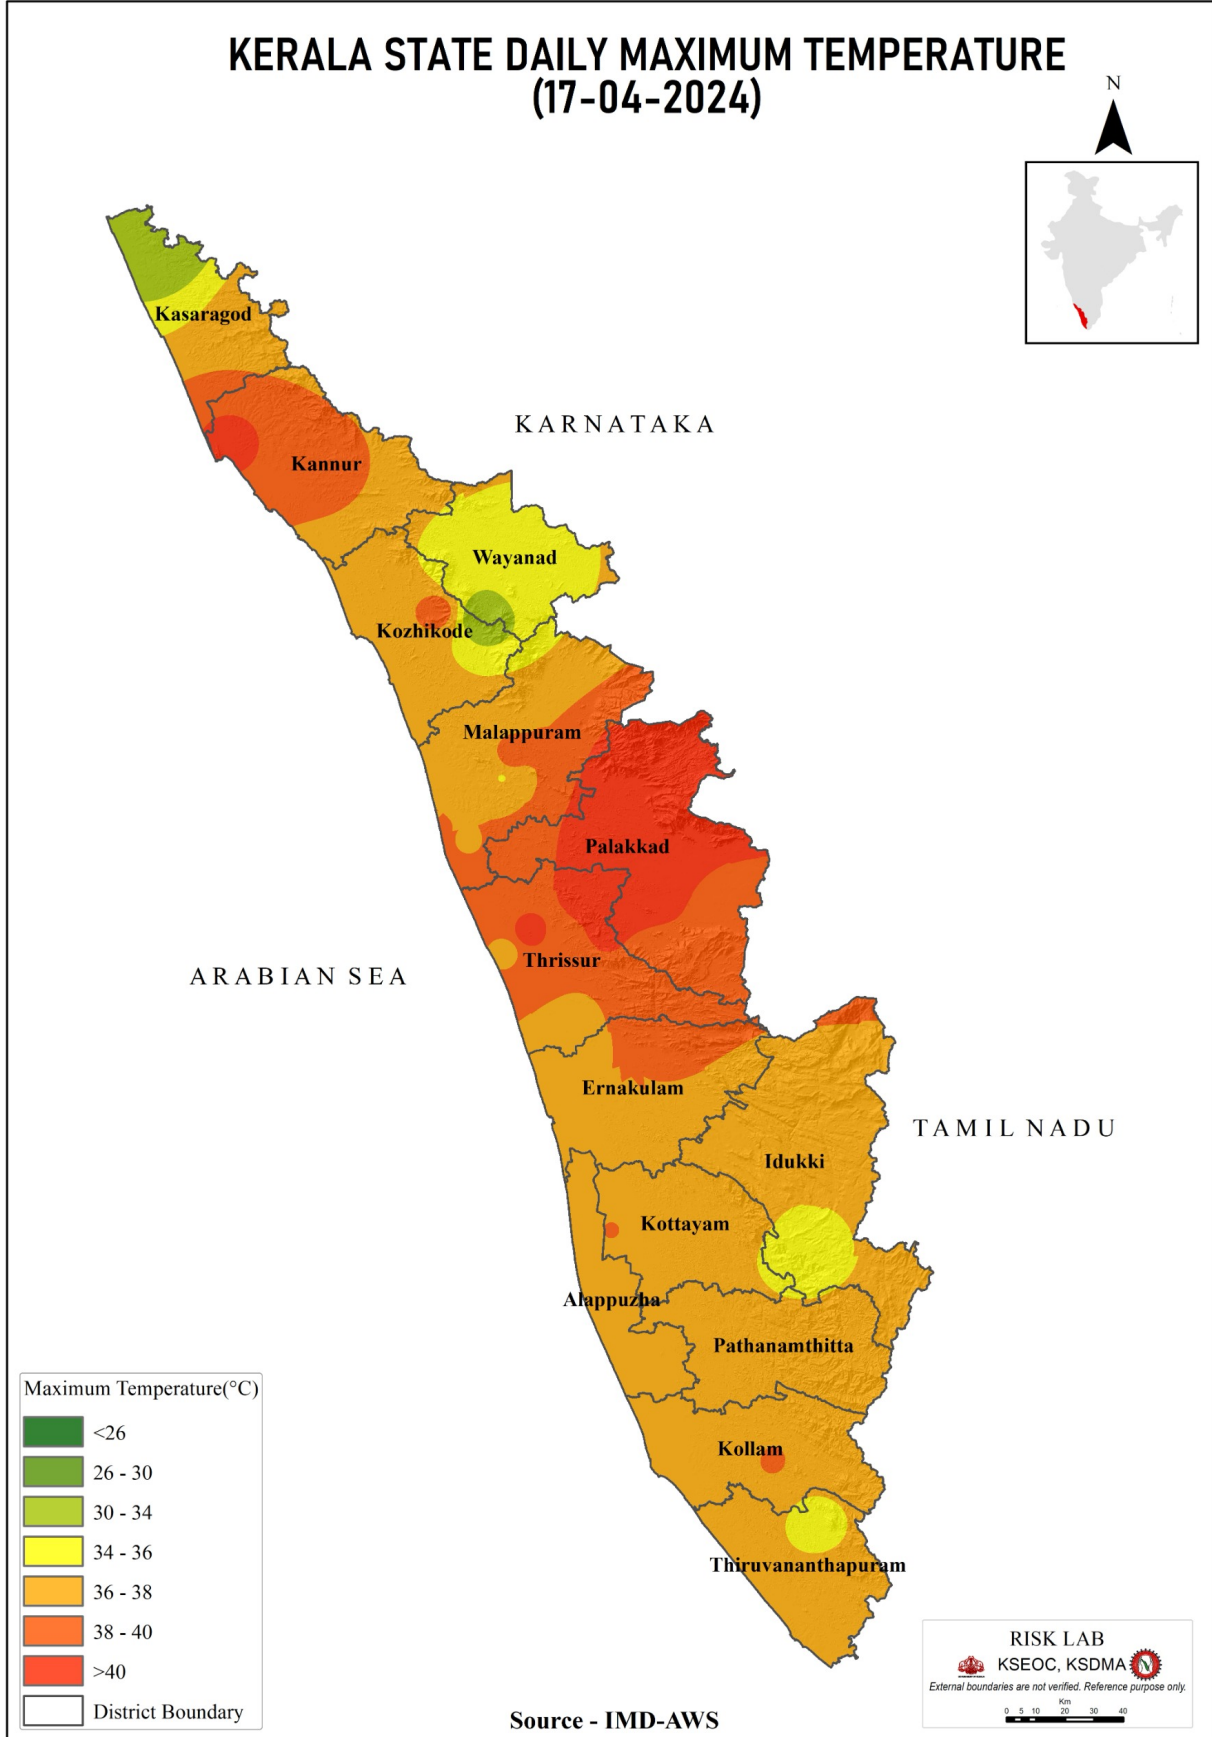 KERALA STATE DAILY MAXIMUM TEMPERATURE
(17-04-2024)
N
Kasaragod
KARNATAKA
Kannur
Wayanad
Kozhikode
Malappuram
Palakkad
Thrissur
ARABIAN SEA
Ernakulam
TAMIL NADU
Idukki
Kottayam
Alappuzha
Pathanamthitta
Kollam
Thiruvananthapuram
Maximum Temperature(°C)
<26
26 - 30
30 - 34
34 - 36
36 - 38
38 - 40
>40
District Boundary
RISK LAB
KSEOC, KSDMA
External boundaries are not verified. Reference purpose only.
Km
0 5 10 20 30 40
Source - IMD-AWS